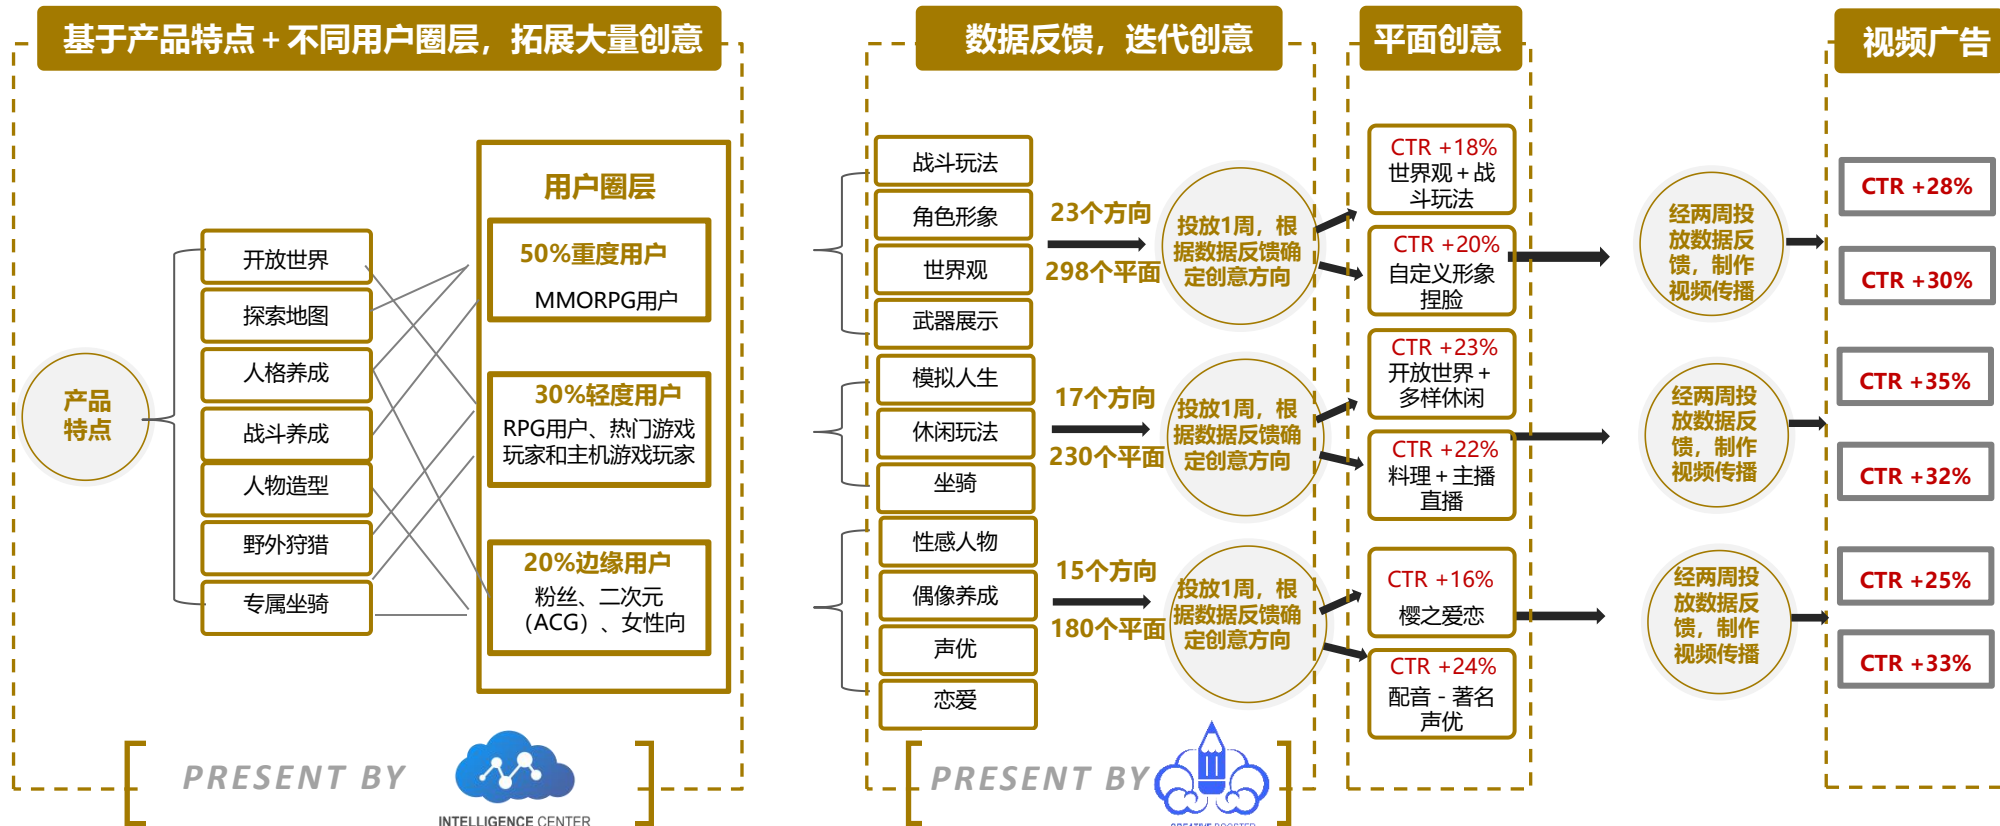 基于产品特点＋不同用户圈层，拓展大量创意
产品
特点
开放世界
探索地图
人格养成
战斗养成
人物造型
野外狩猎
专属坐骑
用户圈层
50%重度用户
MMORPG用户
30%轻度用户
RPG用户、热门游戏
玩家和主机游戏玩家
20%边缘用户
粉丝、二次元
（ACG）、女性向
PRESENT BY
INTELLIGENCE CENTER
数据反馈，迭代创意
战斗玩法
角色形象
世界观
武器展示
模拟人生
休闲玩法
坐骑
性感人物
偶像养成
声优
恋爱
23个方向
298个平面
17个方向
230个平面
15个方向
180个平面
投放1周，根
据数据反馈确
定创意方向
投放1周，根
据数据反馈确
定创意方向
投放1周，根
据数据反馈确
定创意方向
PRESENT BY
CREATIVE BOOSTER
平面创意
CTR +18%
世界观＋战
斗玩法
CTR +20%
自定义形象
捏脸
CTR +23%
开放世界＋
多样休闲
CTR +22%
料理＋主播
直播
CTR +16%
樱之爱恋
CTR +24%
配音 - 著名
声优
经两周投
放数据反
馈，制作
视频传播
经两周投
放数据反
馈，制作
视频传播
经两周投
放数据反
馈，制作
视频传播
视频广告
CTR +28%
CTR +30%
CTR +35%
CTR +32%
CTR +25%
CTR +33%